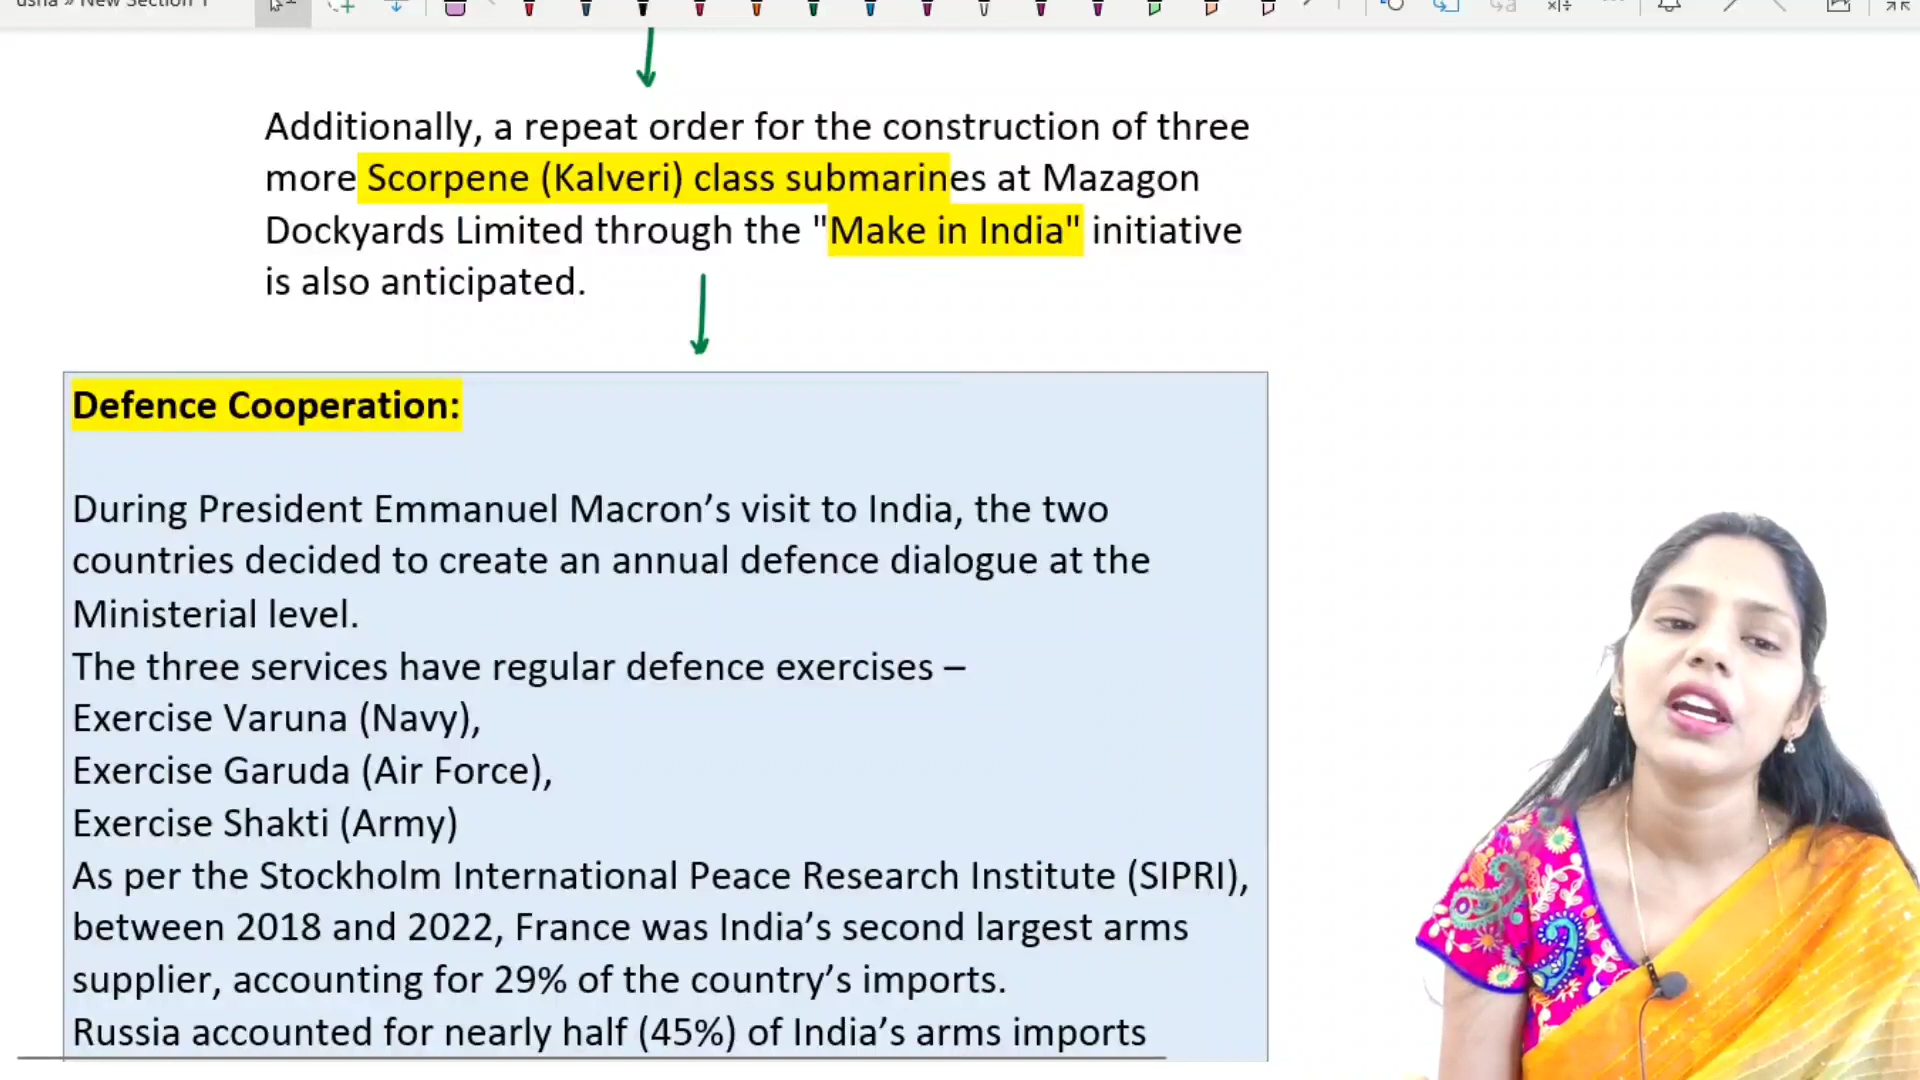 usha » New Section 1
Additionally, a repeat order for the construction of three
more Scorpene (Kalveri) class submarines at Mazagon
Dockyards Limited through the "Make in India" initiative
is also anticipated.
Defence Cooperation:
During President Emmanuel Macron’s visit to India, the two
countries decided to create an annual defence dialogue at the
Ministerial level.
The three services have regular defence exercises –
Exercise Varuna (Navy),
Exercise Garuda (Air Force),
Exercise Shakti (Army)
As per the Stockholm International Peace Research Institute (SIPRI),
between 2018 and 2022, France was India’s second largest arms
supplier, accounting for 29% of the country’s imports.
Russia accounted for nearly half (45%) of India’s arms imports